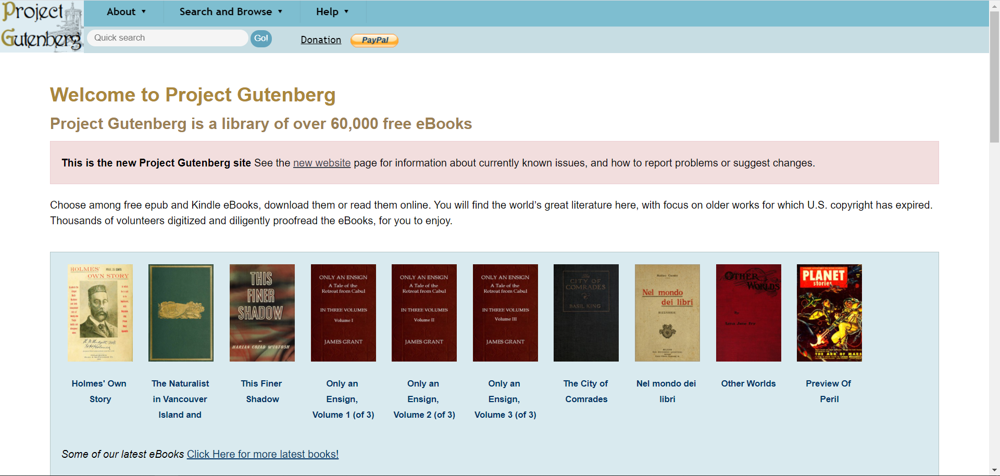 Project
Gutenberg
About ▼
Search and Browse ▼
Help ▼
Quick search
Go!
Donation
PayPal
Welcome to Project Gutenberg
Project Gutenberg is a library of over 60,000 free eBooks
This is the new Project Gutenberg site See the new website page for information about currently known issues, and how to report problems or suggest changes.
Choose among free epub and Kindle eBooks, download them or read them online. You will find the world’s great literature here, with focus on older works for which U.S. copyright has expired.
Thousands of volunteers digitized and diligently proofread the eBooks, for you to enjoy.
HOLMES'
PRICE, 25 CENTS
OWN STORY
THIS
FINER
SHADOW
HARLAN COZAD McINTOSH
ONLY AN ENSIGN
A Tale of the
Retreat from Cabul
IN THREE VOLUMES
Volume I
JAMES GRANT
ONLY AN ENSIGN
A Tale of the
Retreat from Cabul
IN THREE VOLUMES
Volume II
JAMES GRANT
ONLY AN ENSIGN
A Tale of the
Retreat from Cabul
IN THREE VOLUMES
Volume III
JAMES GRANT
The
CITY OF
COMRADES
BASIL KING
Nel mondo
dei libri
BIZZARRIE
OTHER
WORLDS
By
Lena Jane Fry
PLANET
stories
THE ARK OF MARS
Holmes' Own
Story
The Naturalist
in Vancouver
Island and
This Finer
Shadow
Only an
Ensign,
Volume 1 (of 3)
Only an
Ensign,
Volume 2 (of 3)
Only an
Ensign,
Volume 3 (of 3)
The City of
Comrades
Nel mondo dei
libri
Other Worlds
Preview Of
Peril
Some of our latest eBooks Click Here for more latest books!